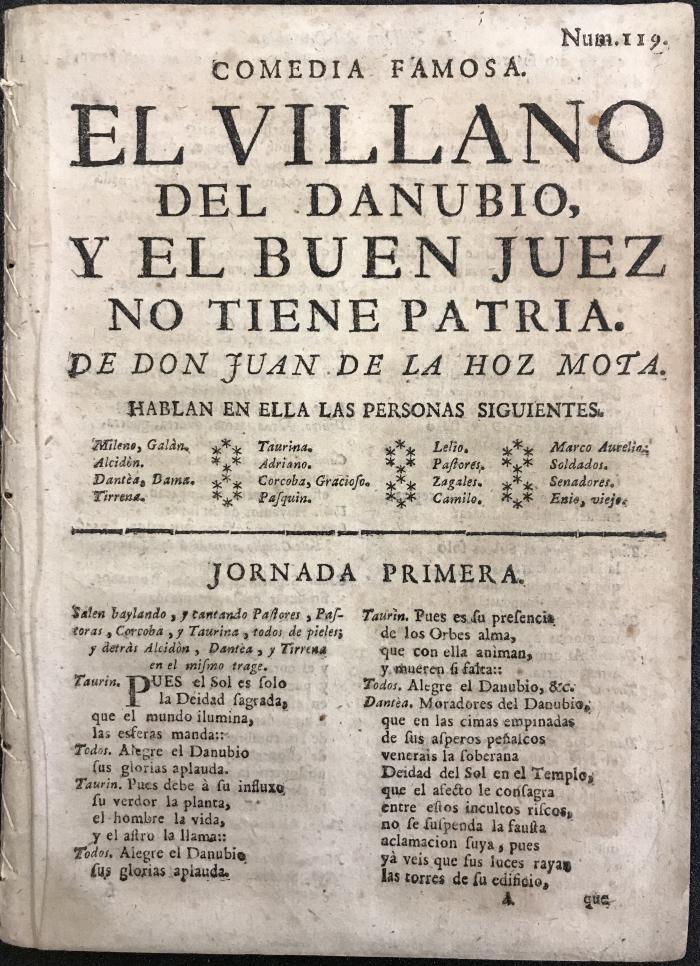 Num.119.
COMEDIA FAMOSA.
EL VILLANO
DEL DANUBIO,
Y EL BUEN JUEZ
NO TIENE PATRIA.
DE DON JUAN DE LA HOZ MOTA.
HABLAN EN ELLA LAS PERSONAS SIGUIENTES.
Mileno, Galàn.
Alcidòn.
Dantèa, Dama.
Tirrena.
Taurina.
Adriano.
Corcoba, Gracioſo.
Paſquin.
Lelio.
Paſtores.
Zagales.
Camilo.
Marco Aurelio.
Soldados.
Senadores.
Enio, viejo.
JORNADA PRIMERA.
Salen baylando, y cantando Paſtores, Paſ-
toras, Corcoba, y Taurina, todos de pieles;
y detràs Alcidòn, Dantèa, y Tirrena
en el miſmo trage.
Taurin. PUES el Sol es ſolo
la Deidad ſagrada,
que el mundo ilumina,
las esferas manda::
Todos. Alegre el Danubio
ſus glorias aplauda.
Taurin. Pues debe à ſu influxo
ſu verdor la planta,
el hombre la vida,
y el aſtro la llama::
Todos. Alegre el Danubio
ſus glorias aplauda.
Taurin. Pues es ſu preſencia
de los Orbes alma,
que con ella animan,
y mueren ſi falta::
Todos. Alegre el Danubio, &c.
Dantèa. Moradores del Danubio,
que en las cimas empinadas
de ſus aſperos peñaſcos
venerais la ſoberana
Deidad del Sol en el Templo,
que el afecto le conſagra
entre eſtos incultos riſcos,
no ſe ſuſpenda la fauſta
aclamacion ſuya, pues
yà veis que ſus luces rayan
las torres de ſu edificio,
A
que